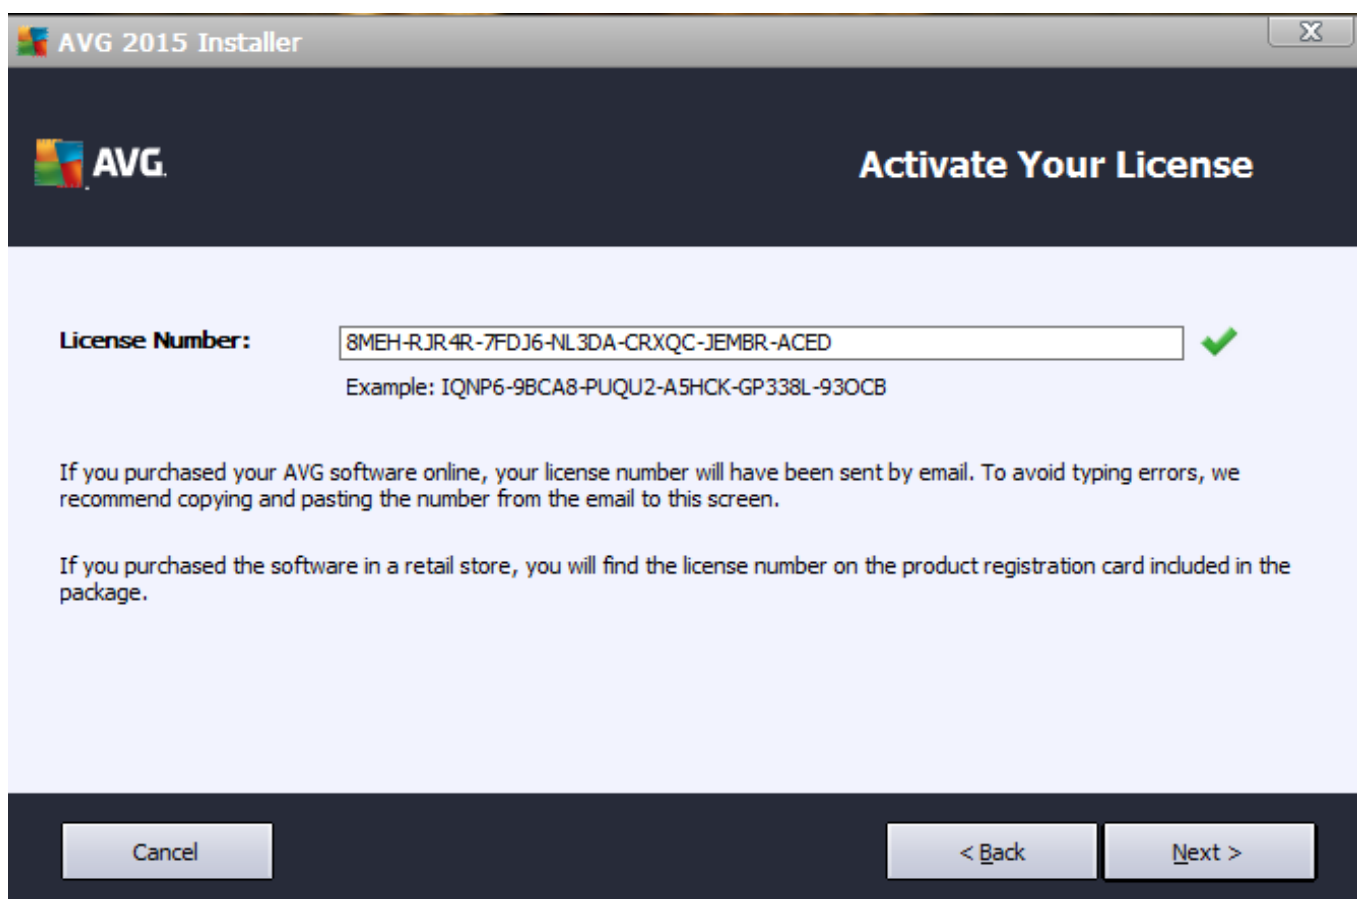 AVG 2015 Installer
AVG.
Activate Your License
License Number:
8MEH-RJR4R-7FDJ6-NL3DA-CRXQC-JEMBR-ACED
Example: IQNP6-9BCA8-PUQU2-A5HCK-GP338L-93OCB
If you purchased your AVG software online, your license number will have been sent by email. To avoid typing errors, we
recommend copying and pasting the number from the email to this screen.
If you purchased the software in a retail store, you will find the license number on the product registration card included in the
package.
Cancel
< Back
Next >